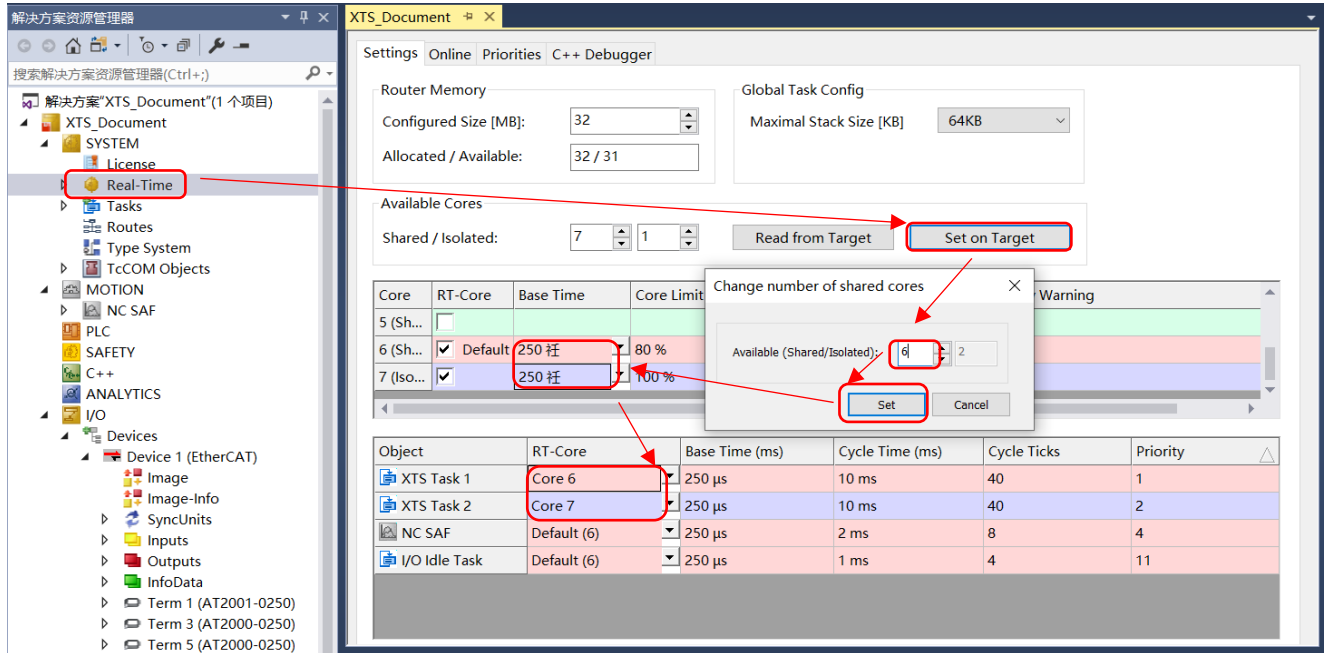 解决方案资源管理器
搜索解决方案资源管理器(Ctrl+;)
解决方案"XTS_Document"(1 个项目)
XTS_Document
SYSTEM
License
Real-Time
Tasks
Routes
Type System
TcCOM Objects
MOTION
NC SAF
PLC
SAFETY
C++
ANALYTICS
I/O
Devices
Device 1 (EtherCAT)
Image
Image-Info
SyncUnits
Inputs
Outputs
InfoData
Term 1 (AT2001-0250)
Term 3 (AT2000-0250)
Term 5 (AT2000-0250)
XTS_Document
Settings Online Priorities C++ Debugger
Router Memory
Configured Size [MB]: 32
Allocated / Available: 32 / 31
Global Task Config
Maximal Stack Size [KB] 64KB
Available Cores
Shared / Isolated: 7 1 Read from Target Set on Target
Core RT-Core Base Time Core Limit Warning
5 (Sh...
6 (Sh... Default 250 祍 80 %
7 (Iso... 250 祍 100 %
Change number of shared cores
Available (Shared/Isolated): 6 2
Set Cancel
Object RT-Core Base Time (ms) Cycle Time (ms) Cycle Ticks Priority
XTS Task 1 Core 6 250 µs 10 ms 40 1
XTS Task 2 Core 7 250 µs 10 ms 40 2
NC SAF Default (6) 250 µs 2 ms 8 4
I/O Idle Task Default (6) 250 µs 1 ms 4 11